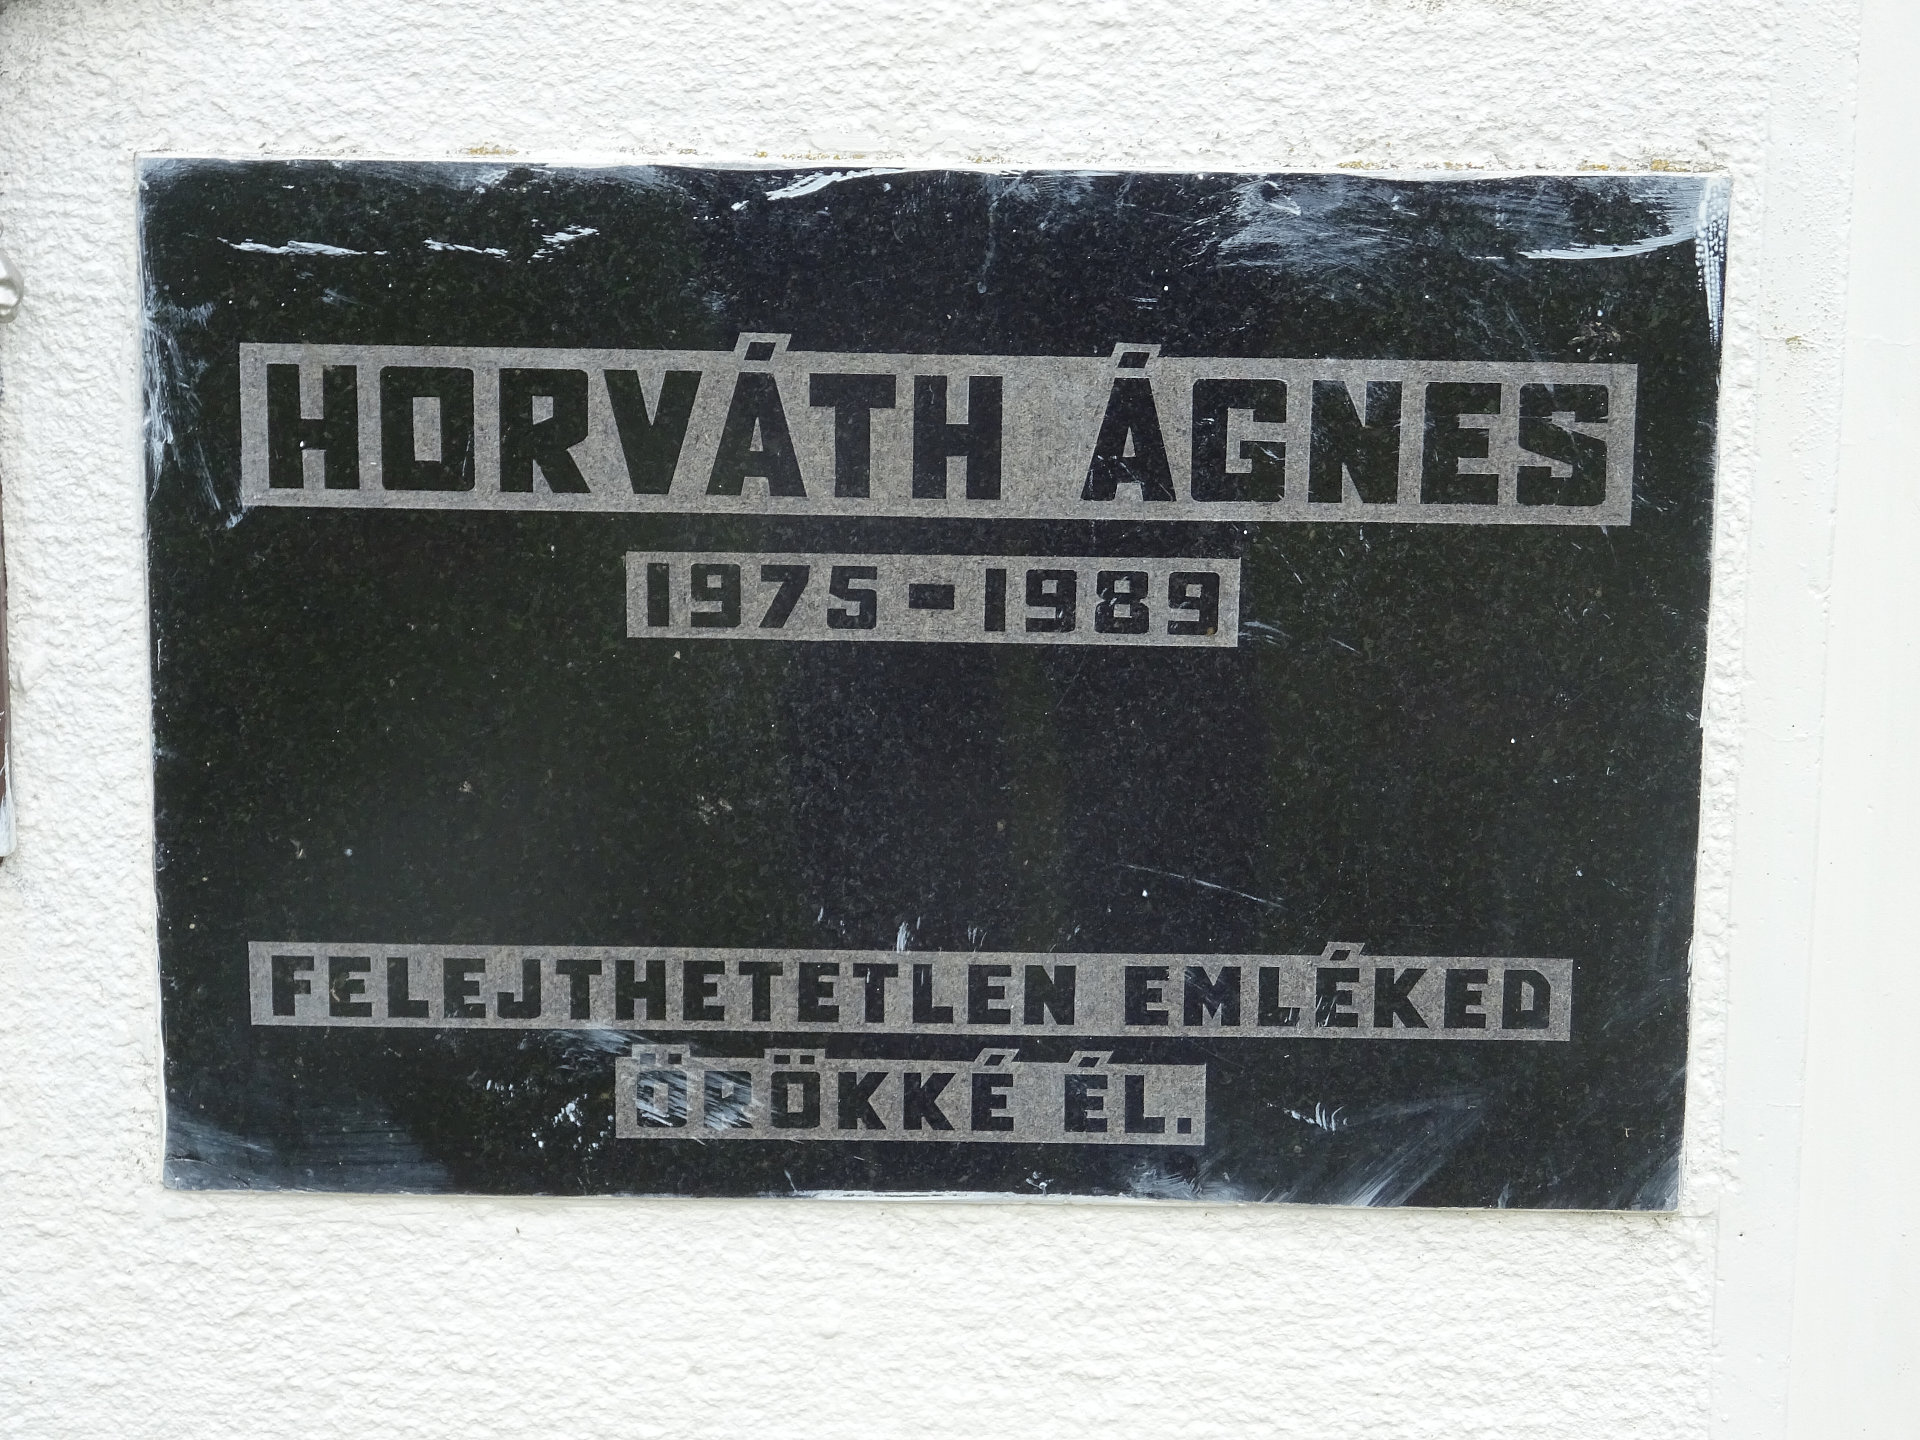 HORVÁTH ÁGNES
1975-1989
FELEJTHETETLEN EMLÉKED
ÖRÖKKÉ ÉL.